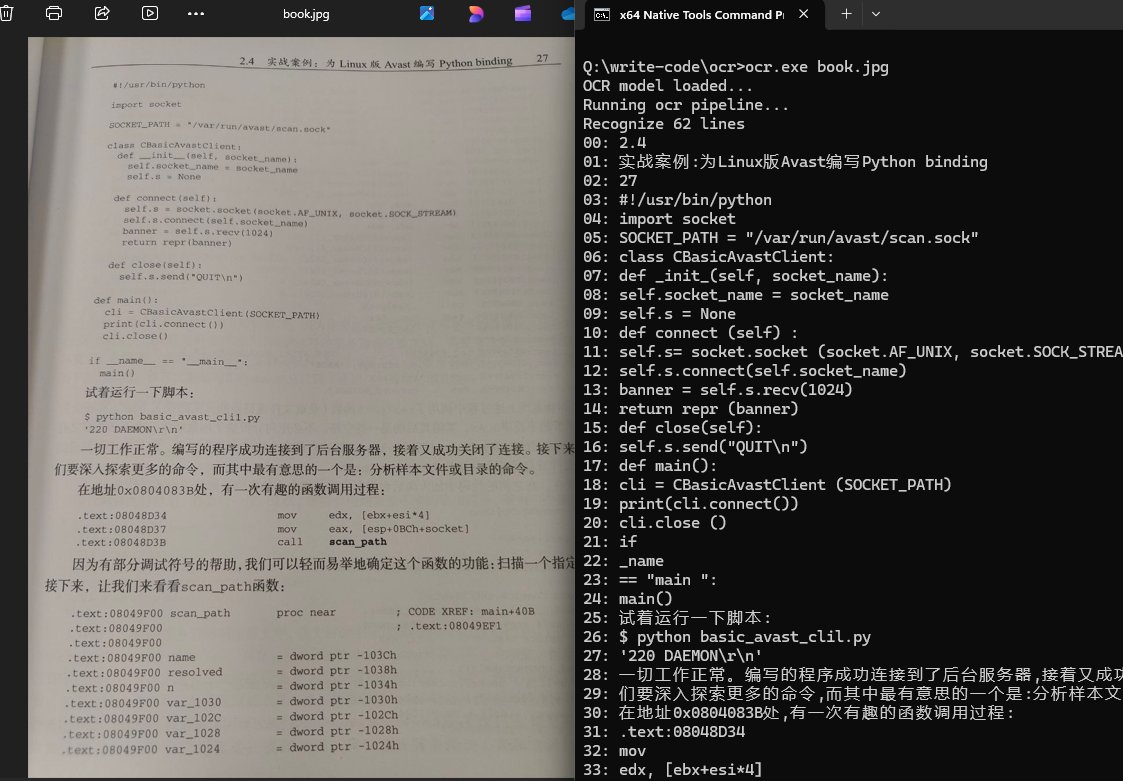 book.jpg
2.4 实战案例：为 Linux 版 Avast 编写 Python binding 27
#!/usr/bin/python
import socket
SOCKET_PATH = "/var/run/avast/scan.sock"
class CBasicAvastClient:
def __init__(self, socket_name):
self.socket_name = socket_name
self.s = None
def connect(self):
self.s = socket.socket(socket.AF_UNIX, socket.SOCK_STREAM)
self.s.connect(self.socket_name)
banner = self.s.recv(1024)
return repr(banner)
def close(self):
self.s.send("QUIT\n")
def main():
cli = CBasicAvastClient(SOCKET_PATH)
print(cli.connect())
cli.close()
if __name__ == "__main__":
main()
试着运行一下脚本：
$ python basic_avast_cli1.py
'220 DAEMON\r\n'
一切工作正常。编写的程序成功连接到了后台服务器，接着又成功关闭了连接。接下来
们要深入探索更多的命令，而其中最有意思的一个是：分析样本文件或目录的命令。
在地址0x0804083B处，有一次有趣的函数调用过程：
.text:08048D34 mov edx, [ebx+esi*4]
.text:08048D37 mov eax, [esp+0BCh+socket]
.text:08048D3B call scan_path
因为有部分调试符号的帮助，我们可以轻而易举地确定这个函数的功能：扫描一个指定
接下来，让我们来看看scan_path函数：
.text:08049F00 scan_path proc near ; CODE XREF: main+40B
.text:08049F00 ; .text:08049EF1
.text:08049F00
.text:08049F00 name = dword ptr -103Ch
.text:08049F00 resolved = dword ptr -1038h
.text:08049F00 n = dword ptr -1034h
.text:08049F00 var_1030 = dword ptr -1030h
.text:08049F00 var_102C = dword ptr -102Ch
.text:08049F00 var_1028 = dword ptr -1028h
.text:08049F00 var_1024 = dword ptr -1024h
x64 Native Tools Command P
Q:\write-code\ocr>ocr.exe book.jpg
OCR model loaded...
Running ocr pipeline...
Recognize 62 lines
00: 2.4
01: 实战案例:为Linux版Avast编写Python binding
02: 27
03: #!/usr/bin/python
04: import socket
05: SOCKET_PATH = "/var/run/avast/scan.sock"
06: class CBasicAvastClient:
07: def _init_(self, socket_name):
08: self.socket_name = socket_name
09: self.s = None
10: def connect (self) :
11: self.s= socket.socket (socket.AF_UNIX, socket.SOCK_STREA
12: self.s.connect(self.socket_name)
13: banner = self.s.recv(1024)
14: return repr (banner)
15: def close(self):
16: self.s.send("QUIT\n")
17: def main():
18: cli = CBasicAvastClient (SOCKET_PATH)
19: print(cli.connect())
20: cli.close ()
21: if
22: _name
23: == "main ":
24: main()
25: 试着运行一下脚本:
26: $ python basic_avast_clil.py
27: '220 DAEMON\r\n'
28: 一切工作正常。编写的程序成功连接到了后台服务器,接着又成功
29: 们要深入探索更多的命令,而其中最有意思的一个是:分析样本文
30: 在地址0x0804083B处,有一次有趣的函数调用过程:
31: .text:08048D34
32: mov
33: edx, [ebx+esi*4]